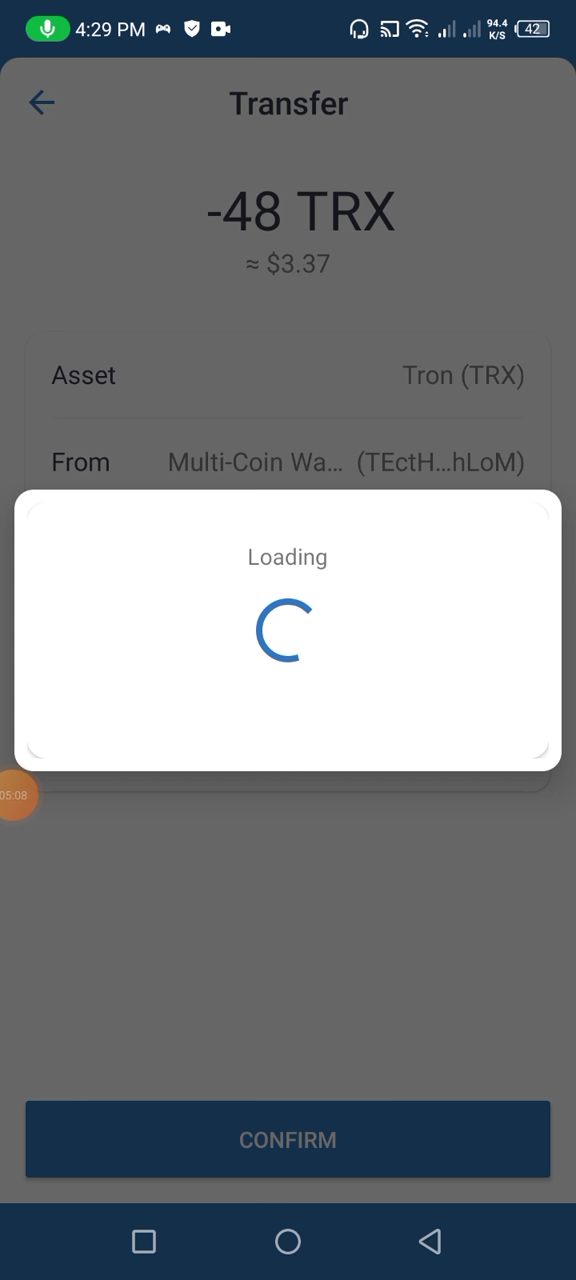 4:29 PM 94.4 K/S 42
Transfer
-48 TRX
≈ $3.37
Asset Tron (TRX)
From Multi-Coin Wa... (TEctH...hLoM)
Loading
05:08
CONFIRM